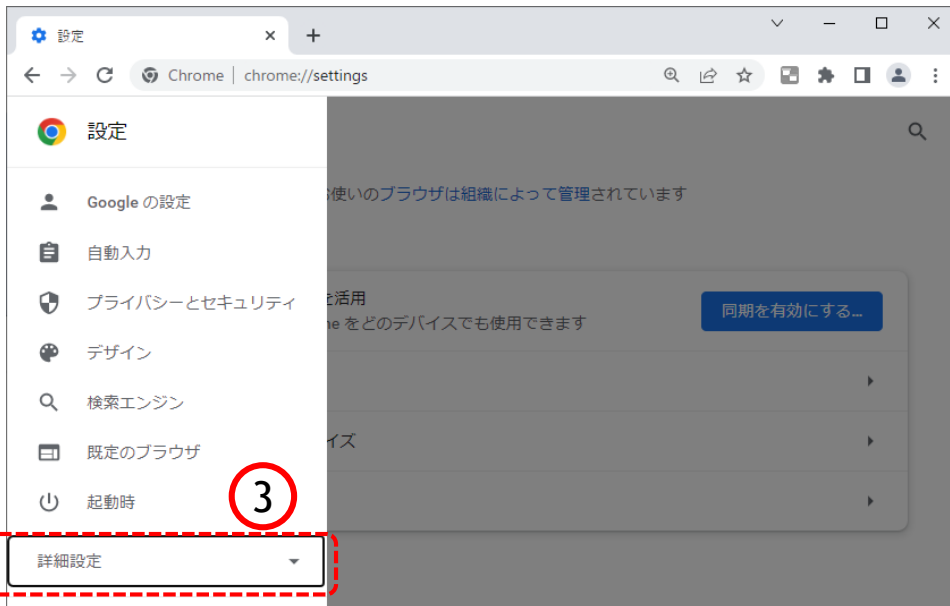 設定
Chrome | chrome://settings
設定
Google の設定
使いのブラウザは組織によって管理されています
自動入力
プライバシーとセキュリティ
を活用
同期を有効にする...
me をどのデバイスでも使用できます
デザイン
検索エンジン
イズ
既定のブラウザ
起動時
3
詳細設定